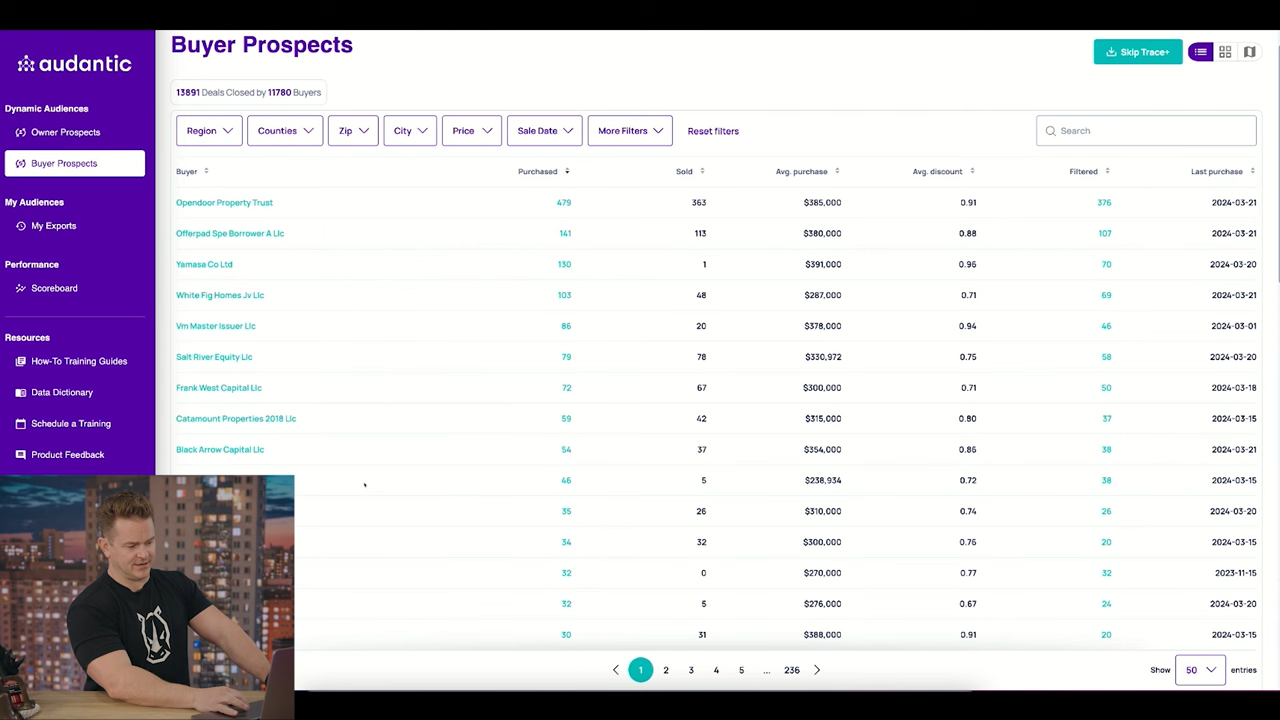 Buyer Prospects
audantic
Skip Trace+
13891 Deals Closed by 11780 Buyers
Dynamic Audiences
Owner Prospects
Buyer Prospects
My Audiences
My Exports
Performance
Scoreboard
Resources
How-To Training Guides
Data Dictionary
Schedule a Training
Product Feedback
Region Counties Zip City Price Sale Date More Filters Reset filters Search
Buyer Purchased Sold Avg. purchase Avg. discount Filtered Last purchase
Opendoor Property Trust 479 363 $385,000 0.91 376 2024-03-21
Offerpad Spe Borrower A Llc 141 113 $380,000 0.88 107 2024-03-21
Yamasa Co Ltd 130 1 $391,000 0.96 70 2024-03-20
White Fig Homes Jv Llc 103 48 $287,000 0.71 69 2024-03-21
Vm Master Issuer Llc 86 20 $378,000 0.94 46 2024-03-01
Salt River Equity Llc 79 78 $330,972 0.75 58 2024-03-20
Frank West Capital Llc 72 67 $300,000 0.71 50 2024-03-18
Catamount Properties 2018 Llc 59 42 $315,000 0.80 37 2024-03-15
Black Arrow Capital Llc 54 37 $354,000 0.86 38 2024-03-21
46 5 $238,934 0.72 38 2024-03-15
35 26 $310,000 0.74 26 2024-03-20
34 32 $300,000 0.76 20 2024-03-15
32 0 $270,000 0.77 32 2023-11-15
32 5 $276,000 0.67 24 2024-03-20
30 31 $388,000 0.91 20 2024-03-15
1 2 3 4 5 ... 236
Show 50 entries